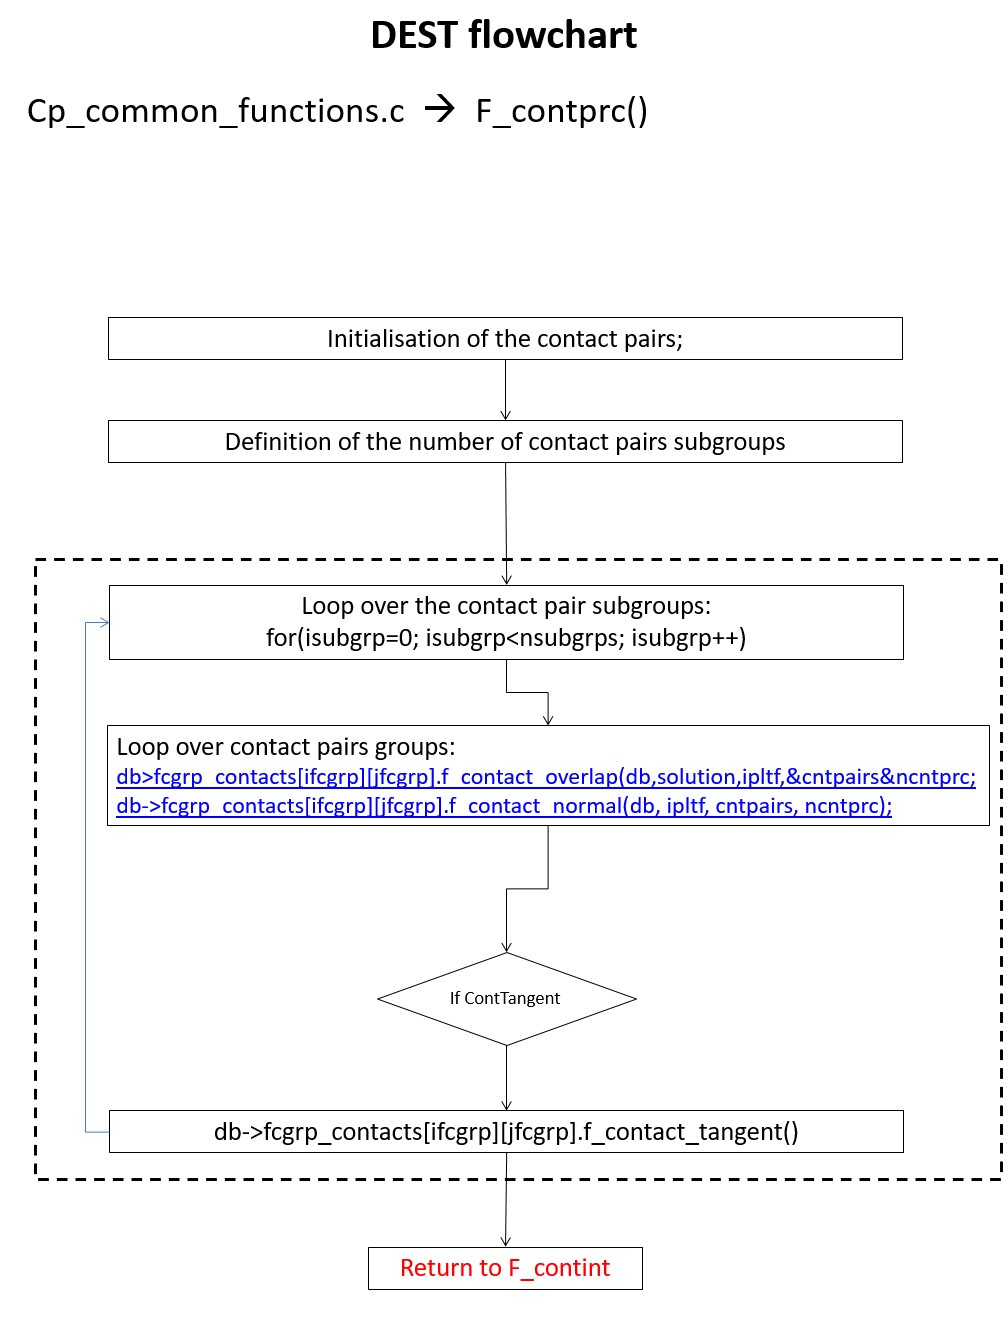 DEST flowchart
Cp_common_functions.c → F_contprc()
Initialisation of the contact pairs;
Definition of the number of contact pairs subgroups
Loop over the contact pair subgroups:
for(isubgrp=0; isubgrp<nsubgrps; isubgrp++)
Loop over contact pairs groups:
db>fcgrp_contacts[ifcgrp][jfcgrp].f_contact_overlap(db,solution,ipltf,&cntpairs&ncntprc;
db->fcgrp_contacts[ifcgrp][jfcgrp].f_contact_normal(db, ipltf, cntpairs, ncntprc);
If ContTangent
db->fcgrp_contacts[ifcgrp][jfcgrp].f_contact_tangent()
Return to F_contint